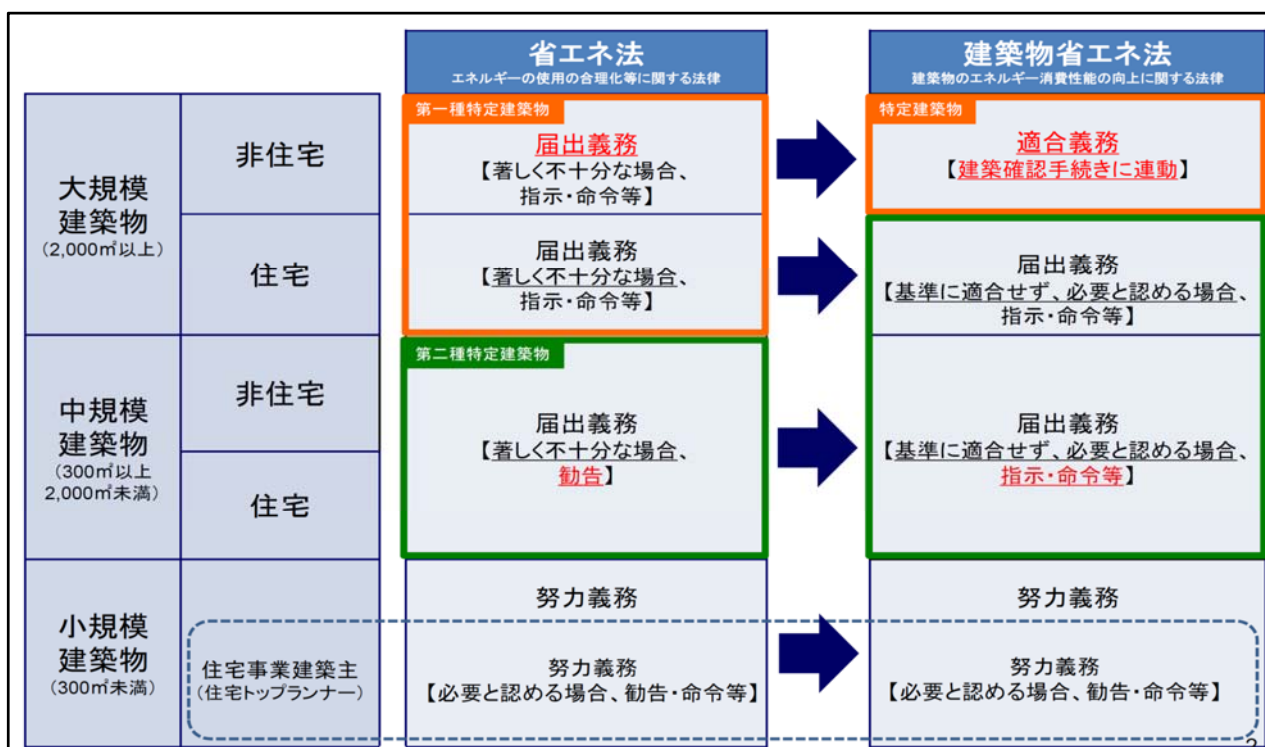 省エネ法
エネルギーの使用の合理化等に関する法律
建築物省エネ法
建築物のエネルギー消費性能の向上に関する法律
大規模
建築物
(2,000㎡以上)
非住宅
第一種特定建築物
届出義務
【著しく不十分な場合、
指示・命令等】
特定建築物
適合義務
【建築確認手続きに連動】
住宅
届出義務
【著しく不十分な場合、
指示・命令等】
届出義務
【基準に適合せず、必要と認める場合、
指示・命令等】
中規模
建築物
(300㎡以上
2,000㎡未満)
非住宅
住宅
第二種特定建築物
届出義務
【著しく不十分な場合、
勧告】
届出義務
【基準に適合せず、必要と認める場合、
指示・命令等】
小規模
建築物
(300㎡未満)
努力義務
努力義務
住宅事業建築主
(住宅トップランナー)
努力義務
【必要と認める場合、勧告・命令等】
努力義務
【必要と認める場合、勧告・命令等】
2